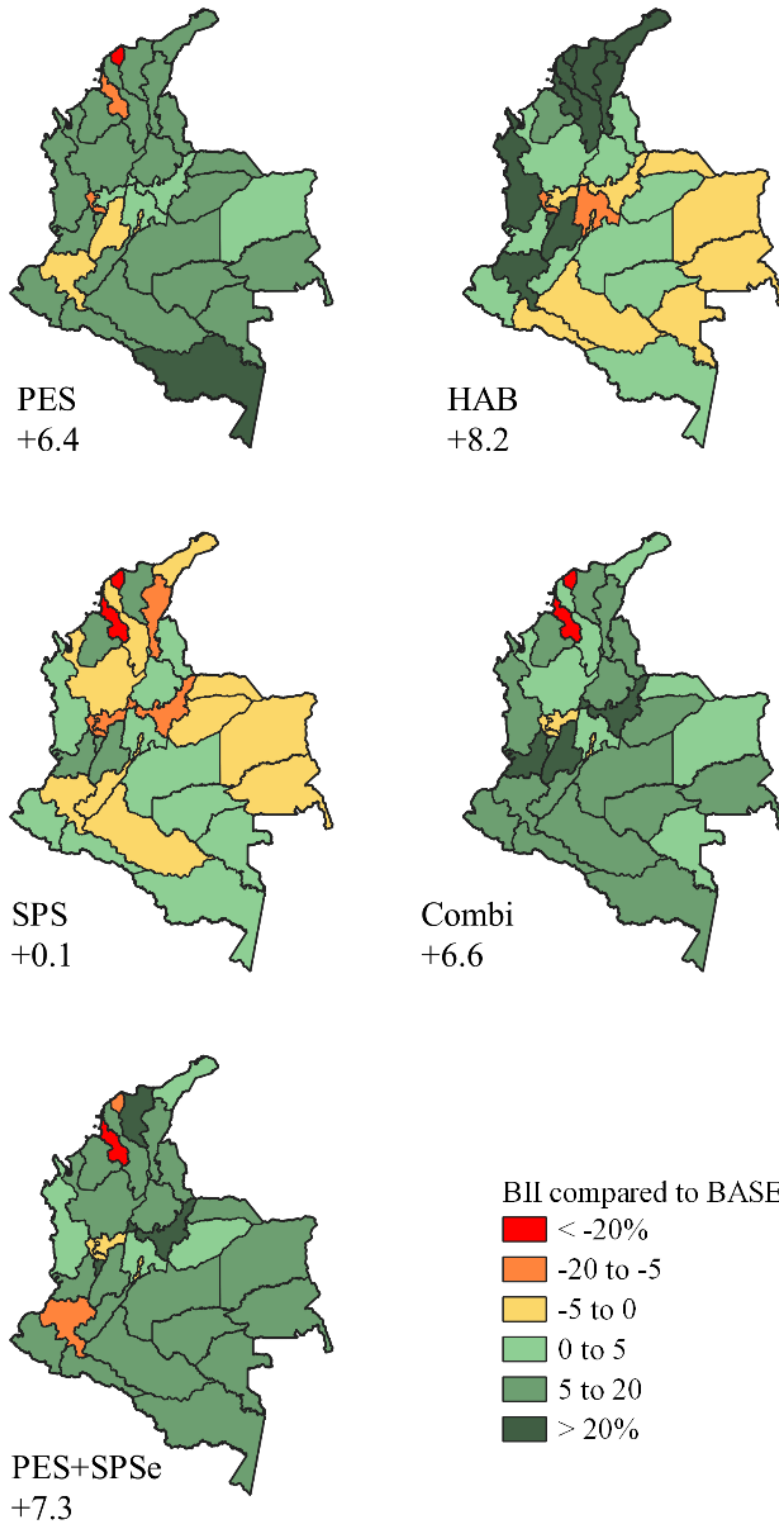 PES
+6.4
HAB
+8.2
SPS
+0.1
Combi
+6.6
PES+SPSe
+7.3
BII compared to BASE
< -20%
-20 to -5
-5 to 0
0 to 5
5 to 20
> 20%